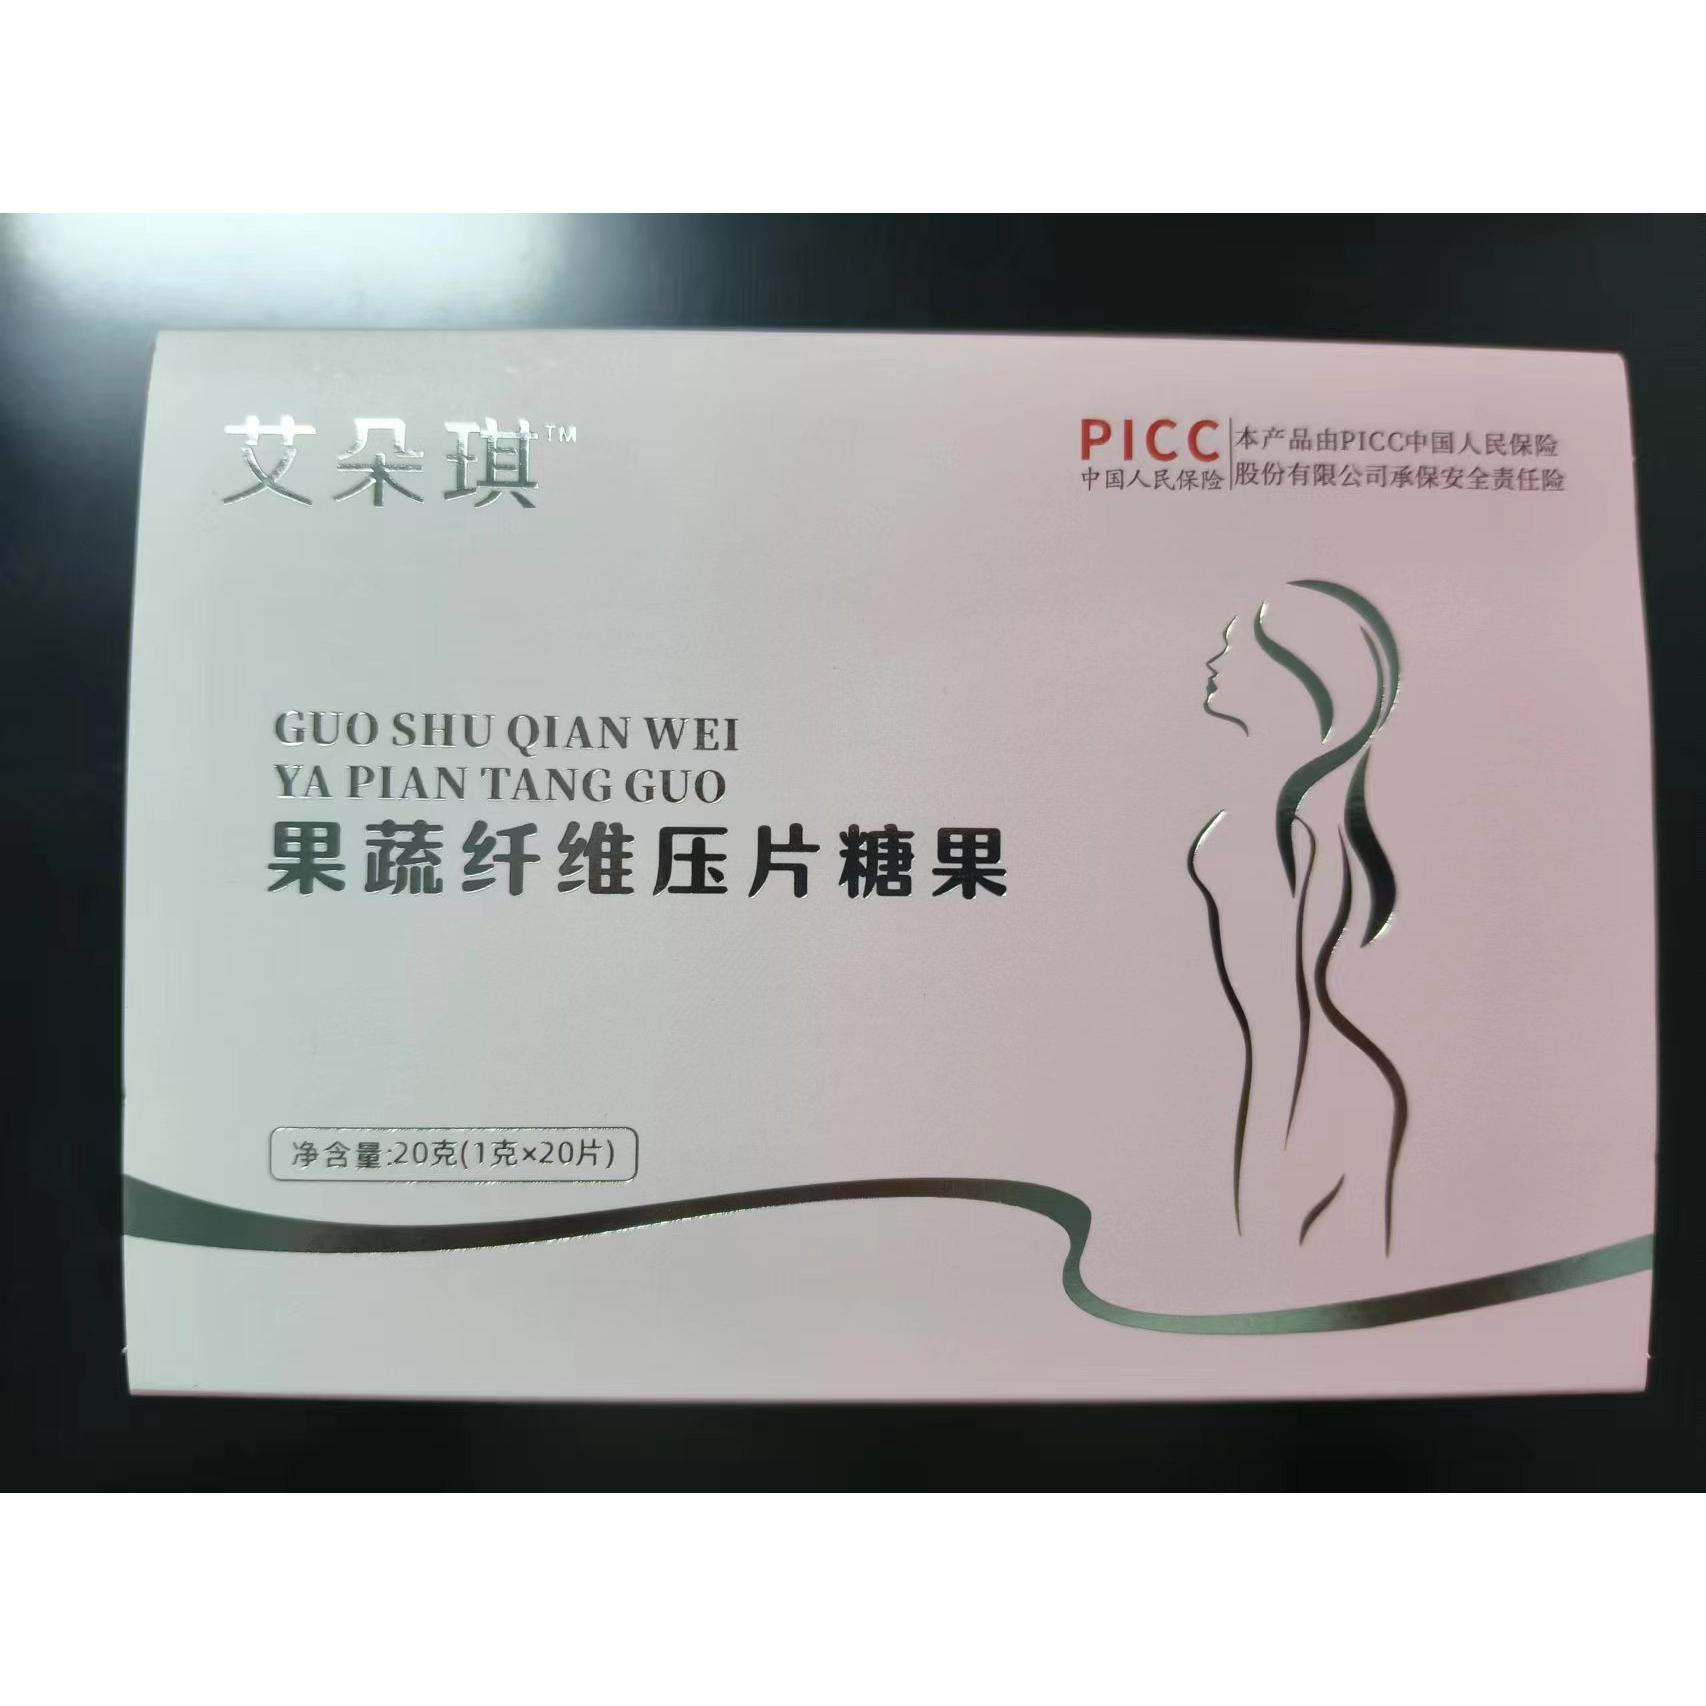 艾朵琪™
PICC
中国人民保险
本产品由PICC中国人民保险
股份有限公司承保安全责任险
GUO SHU QIAN WEI
YA PIAN TANG GUO
果蔬纤维压片糖果
净含量:20克(1克×20片)